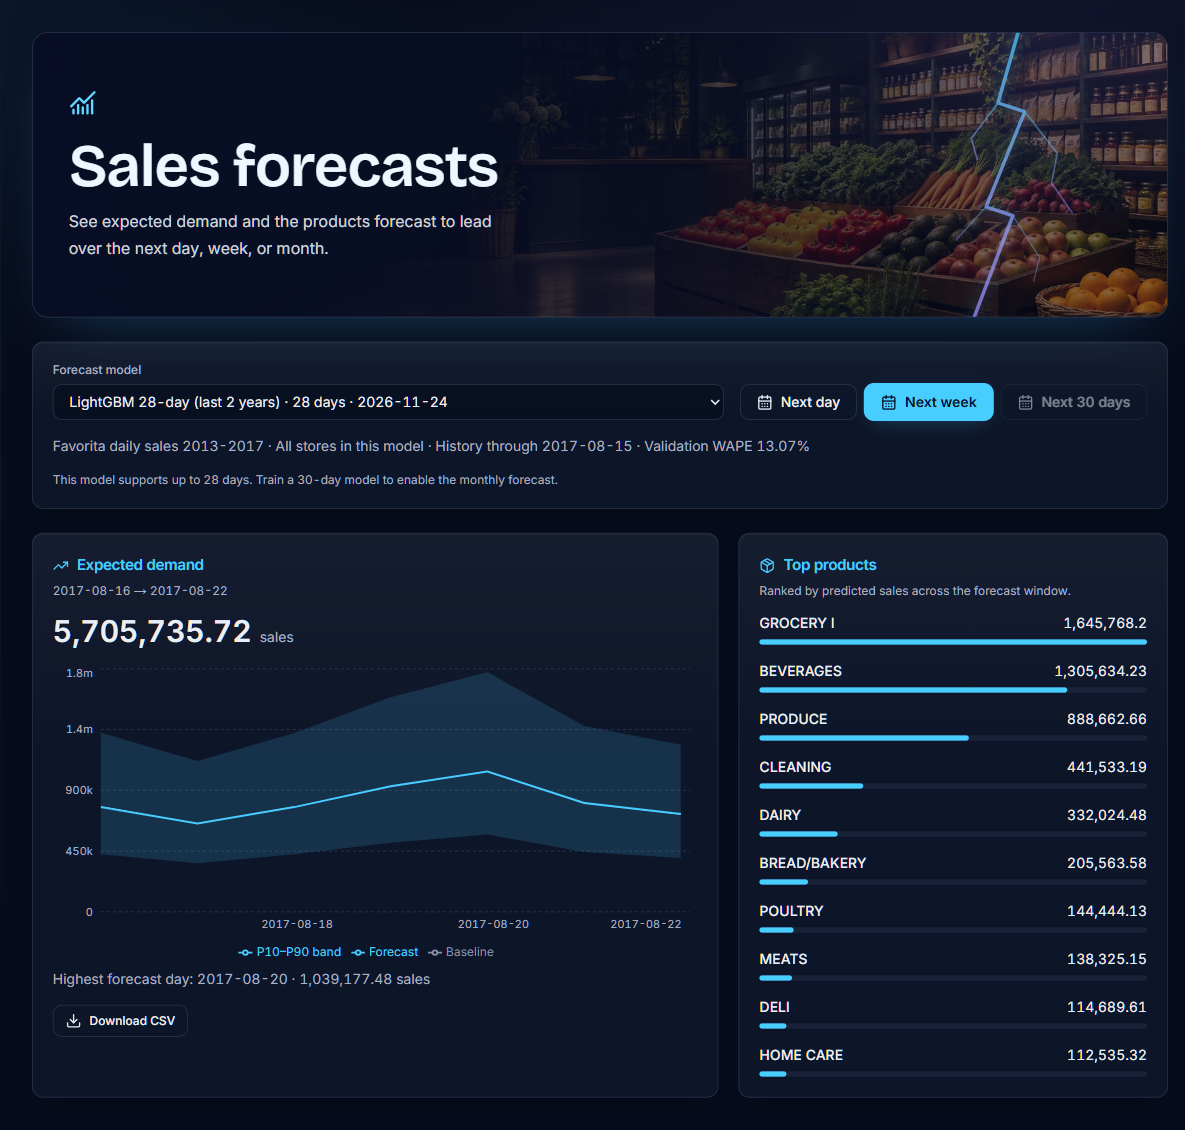 Sales forecasts
See expected demand and the products forecast to lead
over the next day, week, or month.
Forecast model
LightGBM 28-day (last 2 years) · 28 days · 2026-11-24
Next day
Next week
Next 30 days
Favorita daily sales 2013-2017 · All stores in this model · History through 2017-08-15 · Validation WAPE 13.07%
This model supports up to 28 days. Train a 30-day model to enable the monthly forecast.
Expected demand
2017-08-16 → 2017-08-22
5,705,735.72 sales
1.8m
1.4m
900k
450k
0
2017-08-18 2017-08-20 2017-08-22
P10–P90 band Forecast Baseline
Highest forecast day: 2017-08-20 · 1,039,177.48 sales
Download CSV
Top products
Ranked by predicted sales across the forecast window.
GROCERY I 1,645,768.2
BEVERAGES 1,305,634.23
PRODUCE 888,662.66
CLEANING 441,533.19
DAIRY 332,024.48
BREAD/BAKERY 205,563.58
POULTRY 144,444.13
MEATS 138,325.15
DELI 114,689.61
HOME CARE 112,535.32